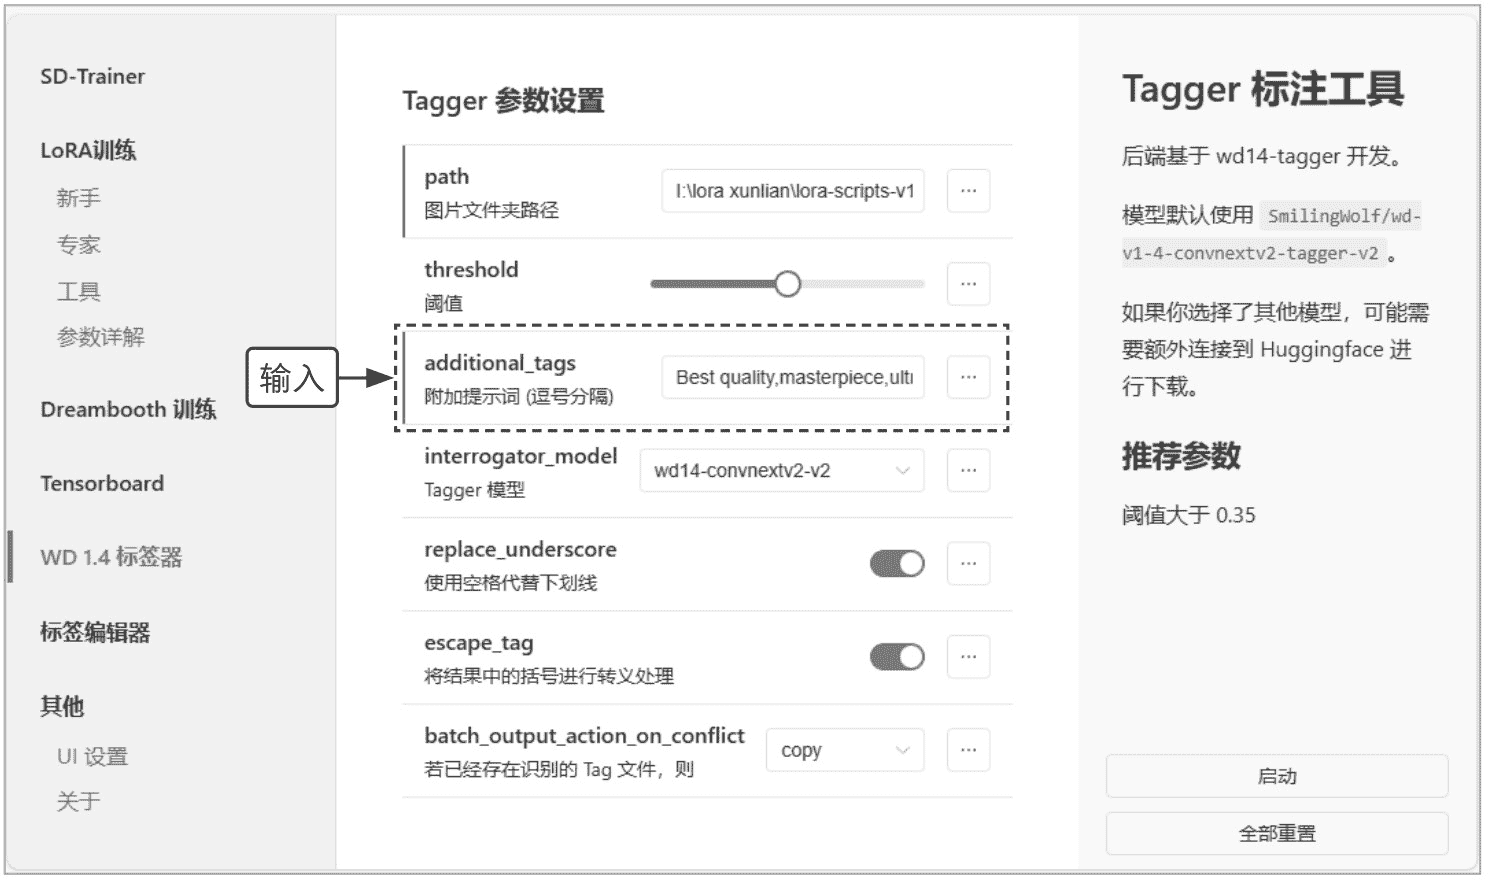 SD-Trainer
LoRA训练
新手
专家
工具
参数详解
Dreambooth 训练
Tensorboard
WD 1.4 标签器
标签编辑器
其他
UI 设置
关于
输入
Tagger 参数设置
path
图片文件夹路径
I:\lora xunlian\lora-scripts-v1
...
threshold
阈值
...
additional_tags
附加提示词 (逗号分隔)
Best quality,masterpiece,ult
...
interrogator_model
Tagger 模型
wd14-convnextv2-v2
...
replace_underscore
使用空格代替下划线
...
escape_tag
将结果中的括号进行转义处理
...
batch_output_action_on_conflict
若已经存在识别的 Tag 文件，则
copy
...
Tagger 标注工具
后端基于 wd14-tagger 开发。
模型默认使用 SmilingWolf/wd-
v1-4-convnextv2-tagger-v2 。
如果你选择了其他模型，可能需
要额外连接到 Huggingface 进
行下载。
推荐参数
阈值大于 0.35
启动
全部重置